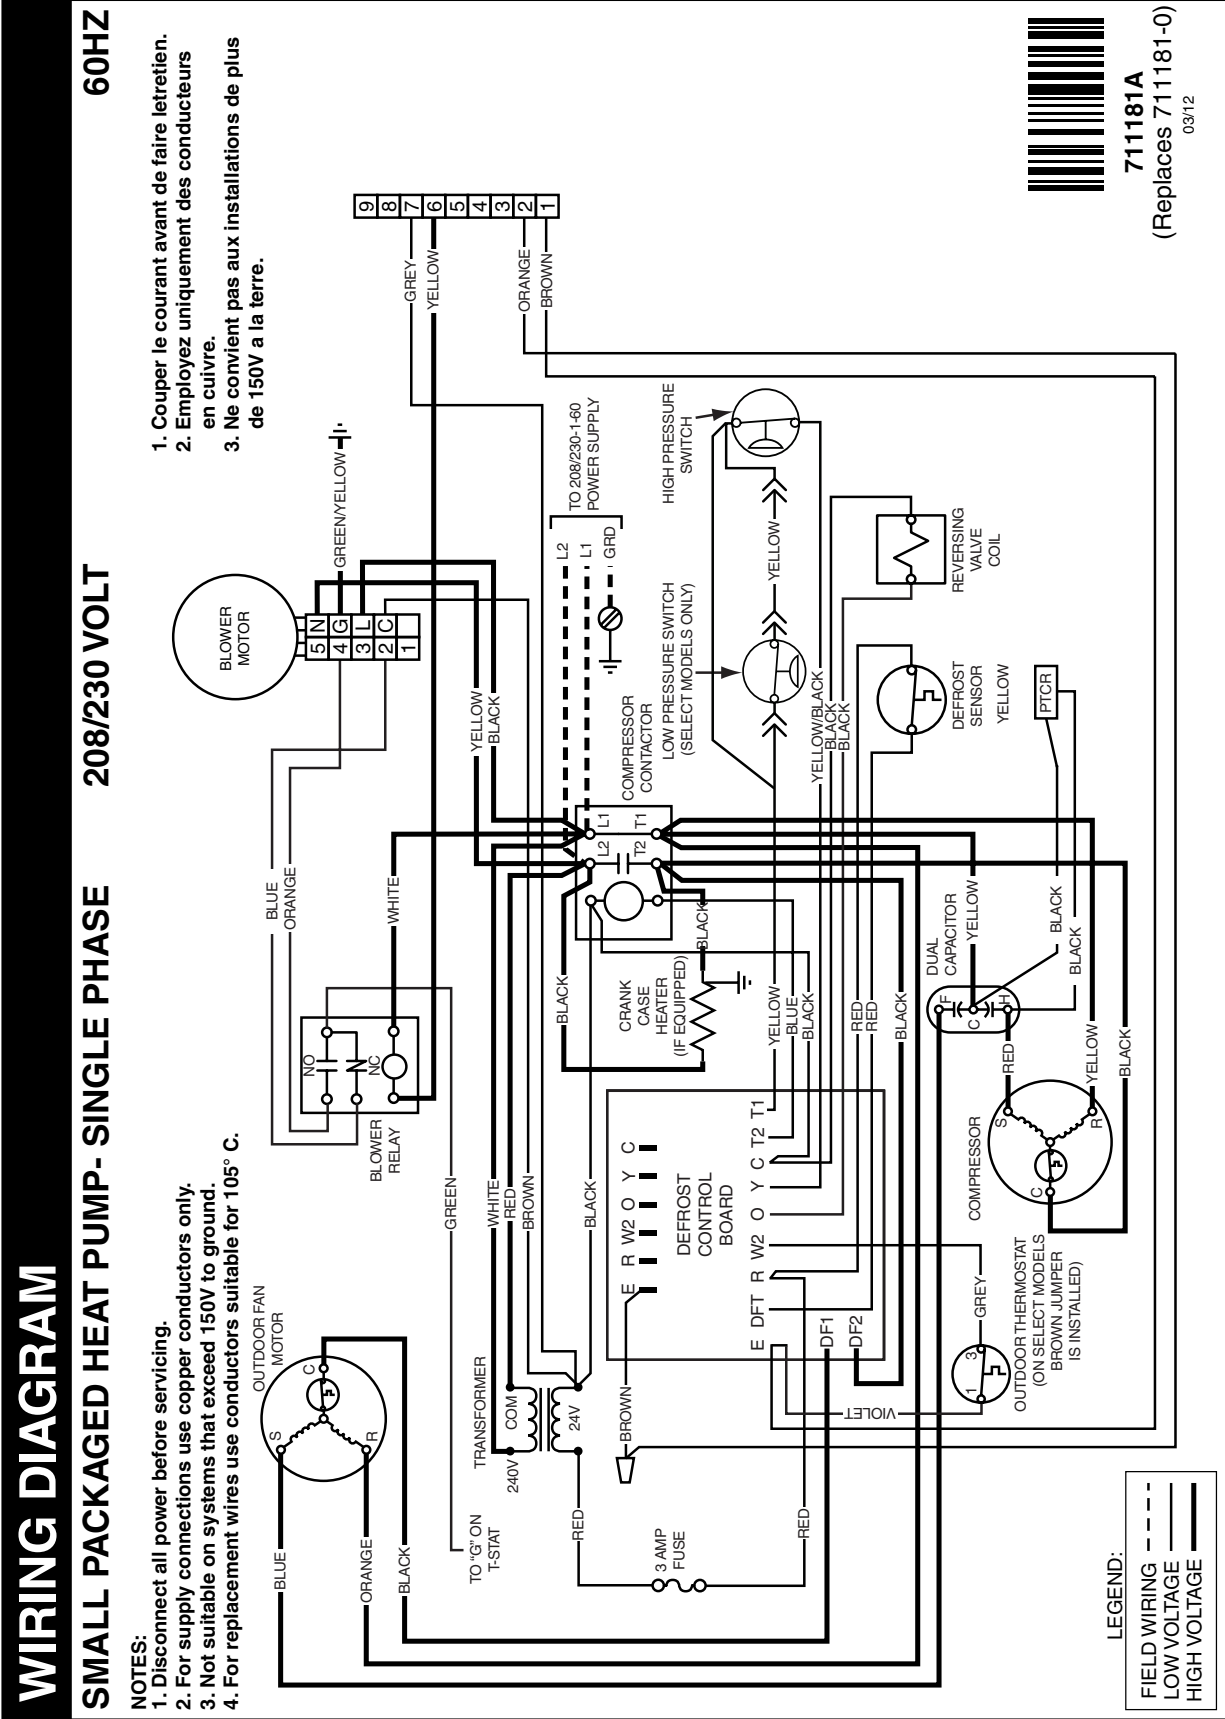 WIRING DIAGRAM
SMALL PACKAGED HEAT PUMP- SINGLE PHASE 208/230 VOLT 60HZ
NOTES:
1. Disconnect all power before servicing.
2. For supply connections use copper conductors only.
3. Not suitable on systems that exceed 150V to ground.
4. For replacement wires use conductors suitable for 105° C.
1. Couper le courant avant de faire letretien.
2. Employez uniquement des conducteurs
en cuivre.
3. Ne convient pas aux installations de plus
de 150V a la terre.
OUTDOOR FAN
MOTOR
S
C
R
BLUE
ORANGE
BLACK
BLOWER
RELAY
NO
NC
BLUE
ORANGE
WHITE
GREEN
TO "G" ON
T-STAT
BLOWER
MOTOR
5 N
4 G
3 L
2 C
1
GREEN/YELLOW
9
8
7
6
5
4
3
2
1
GREY
YELLOW
ORANGE
BROWN
YELLOW
BLACK
TRANSFORMER
240V COM
24V
WHITE
RED
BROWN
BLACK
RED
3 AMP
FUSE
RED
BROWN
TO 208/230-1-60
POWER SUPPLY
L2
L1
GRD
COMPRESSOR
CONTACTOR
L2 L1
T2 T1
BLACK
BLACK
CRANK
CASE
HEATER
(IF EQUIPPED)
LOW PRESSURE SWITCH
(SELECT MODELS ONLY)
HIGH PRESSURE
SWITCH
YELLOW
YELLOW
BLUE
BLACK
YELLOW/BLACK
BLACK
BLACK
RED
RED
BLACK
DEFROST
CONTROL
BOARD
E R W2 O Y C
E DFT R W2 O Y C T2 T1
DF1
DF2
REVERSING
VALVE
COIL
DEFROST
SENSOR
YELLOW
PTCR
DUAL
CAPACITOR
F
C
H
YELLOW
BLACK
BLACK
RED
YELLOW
BLACK
COMPRESSOR
S
C
R
GREY
VIOLET
1 3
OUTDOOR THERMOSTAT
(ON SELECT MODELS
BROWN JUMPER
IS INSTALLED)
LEGEND:
FIELD WIRING
LOW VOLTAGE
HIGH VOLTAGE
711181A
(Replaces 711181-0)
03/12